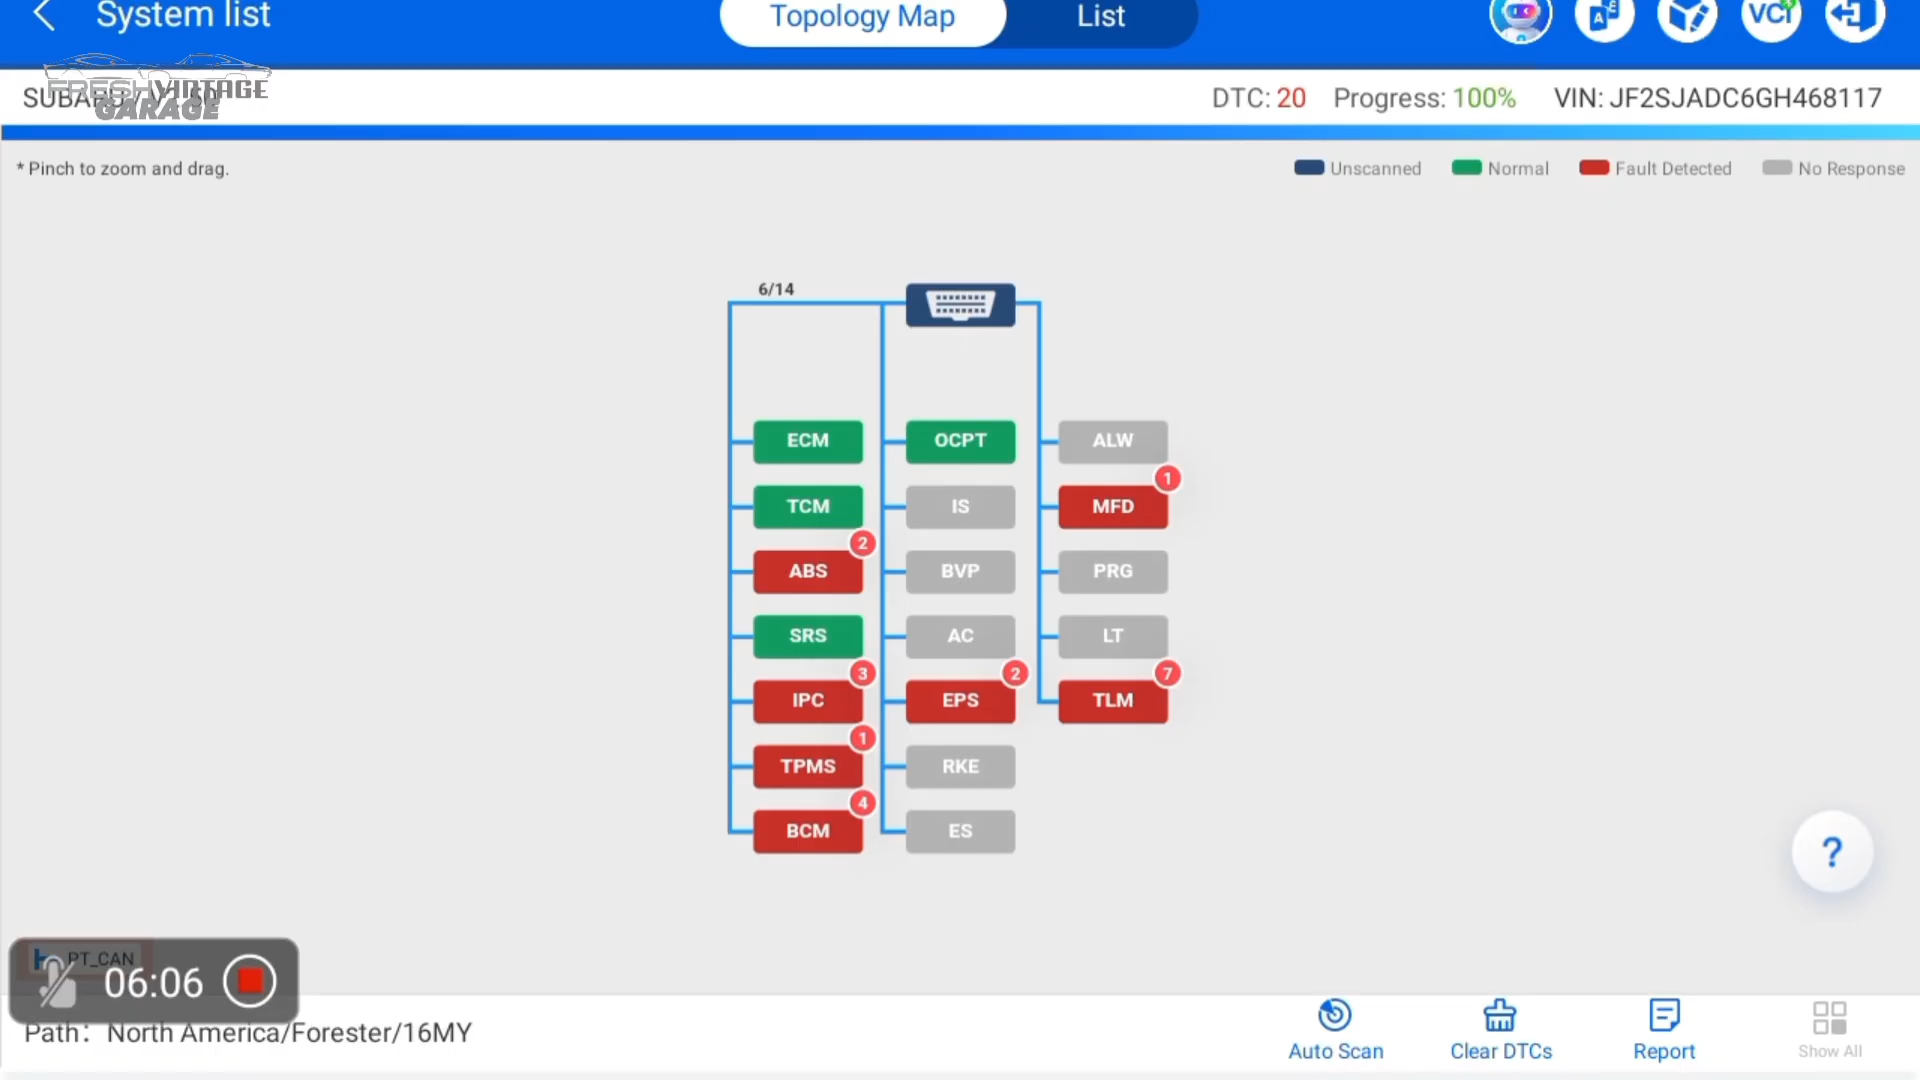 System list
Topology Map
List
VCI
FRESH VINTAGE
GARAGE
SUBARU
DTC: 20
Progress: 100%
VIN: JF2SJADC6GH468117
* Pinch to zoom and drag.
Unscanned
Normal
Fault Detected
No Response
6/14
ECM
OCPT
ALW
TCM
IS
MFD
1
ABS
2
BVP
PRG
SRS
AC
LT
IPC
3
EPS
2
TLM
7
TPMS
1
RKE
BCM
4
ES
?
PT_CAN
06:06
Path: North America/Forester/16MY
Auto Scan
Clear DTCs
Report
Show All